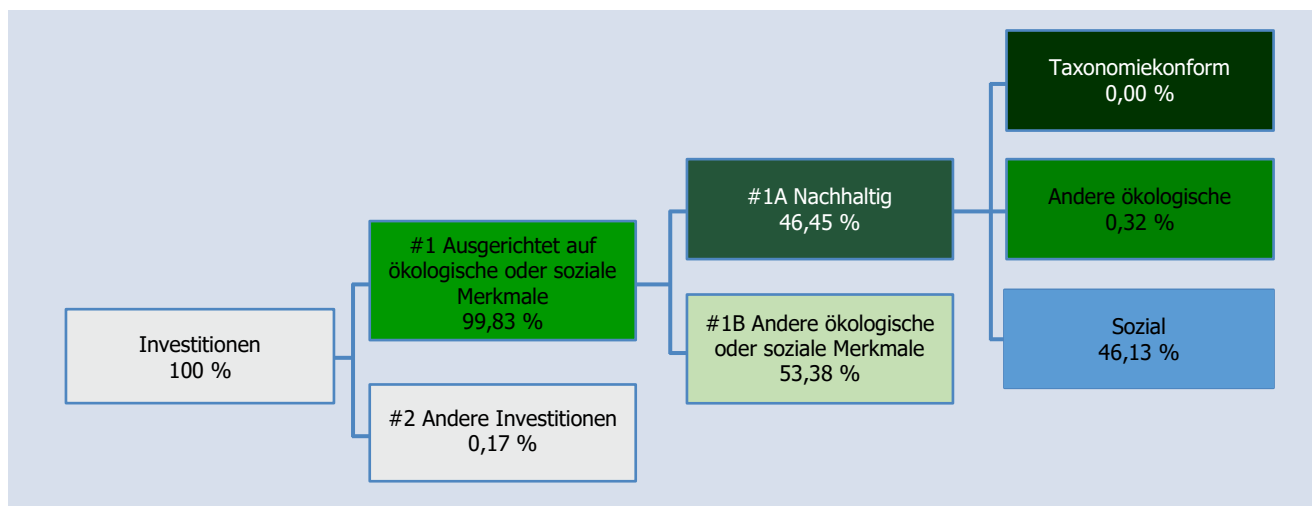 Investitionen
100 %
#1 Ausgerichtet auf
ökologische oder soziale
Merkmale
99,83 %
#2 Andere Investitionen
0,17 %
#1A Nachhaltig
46,45 %
#1B Andere ökologische
oder soziale Merkmale
53,38 %
Taxonomiekonform
0,00 %
Andere ökologische
0,32 %
Sozial
46,13 %